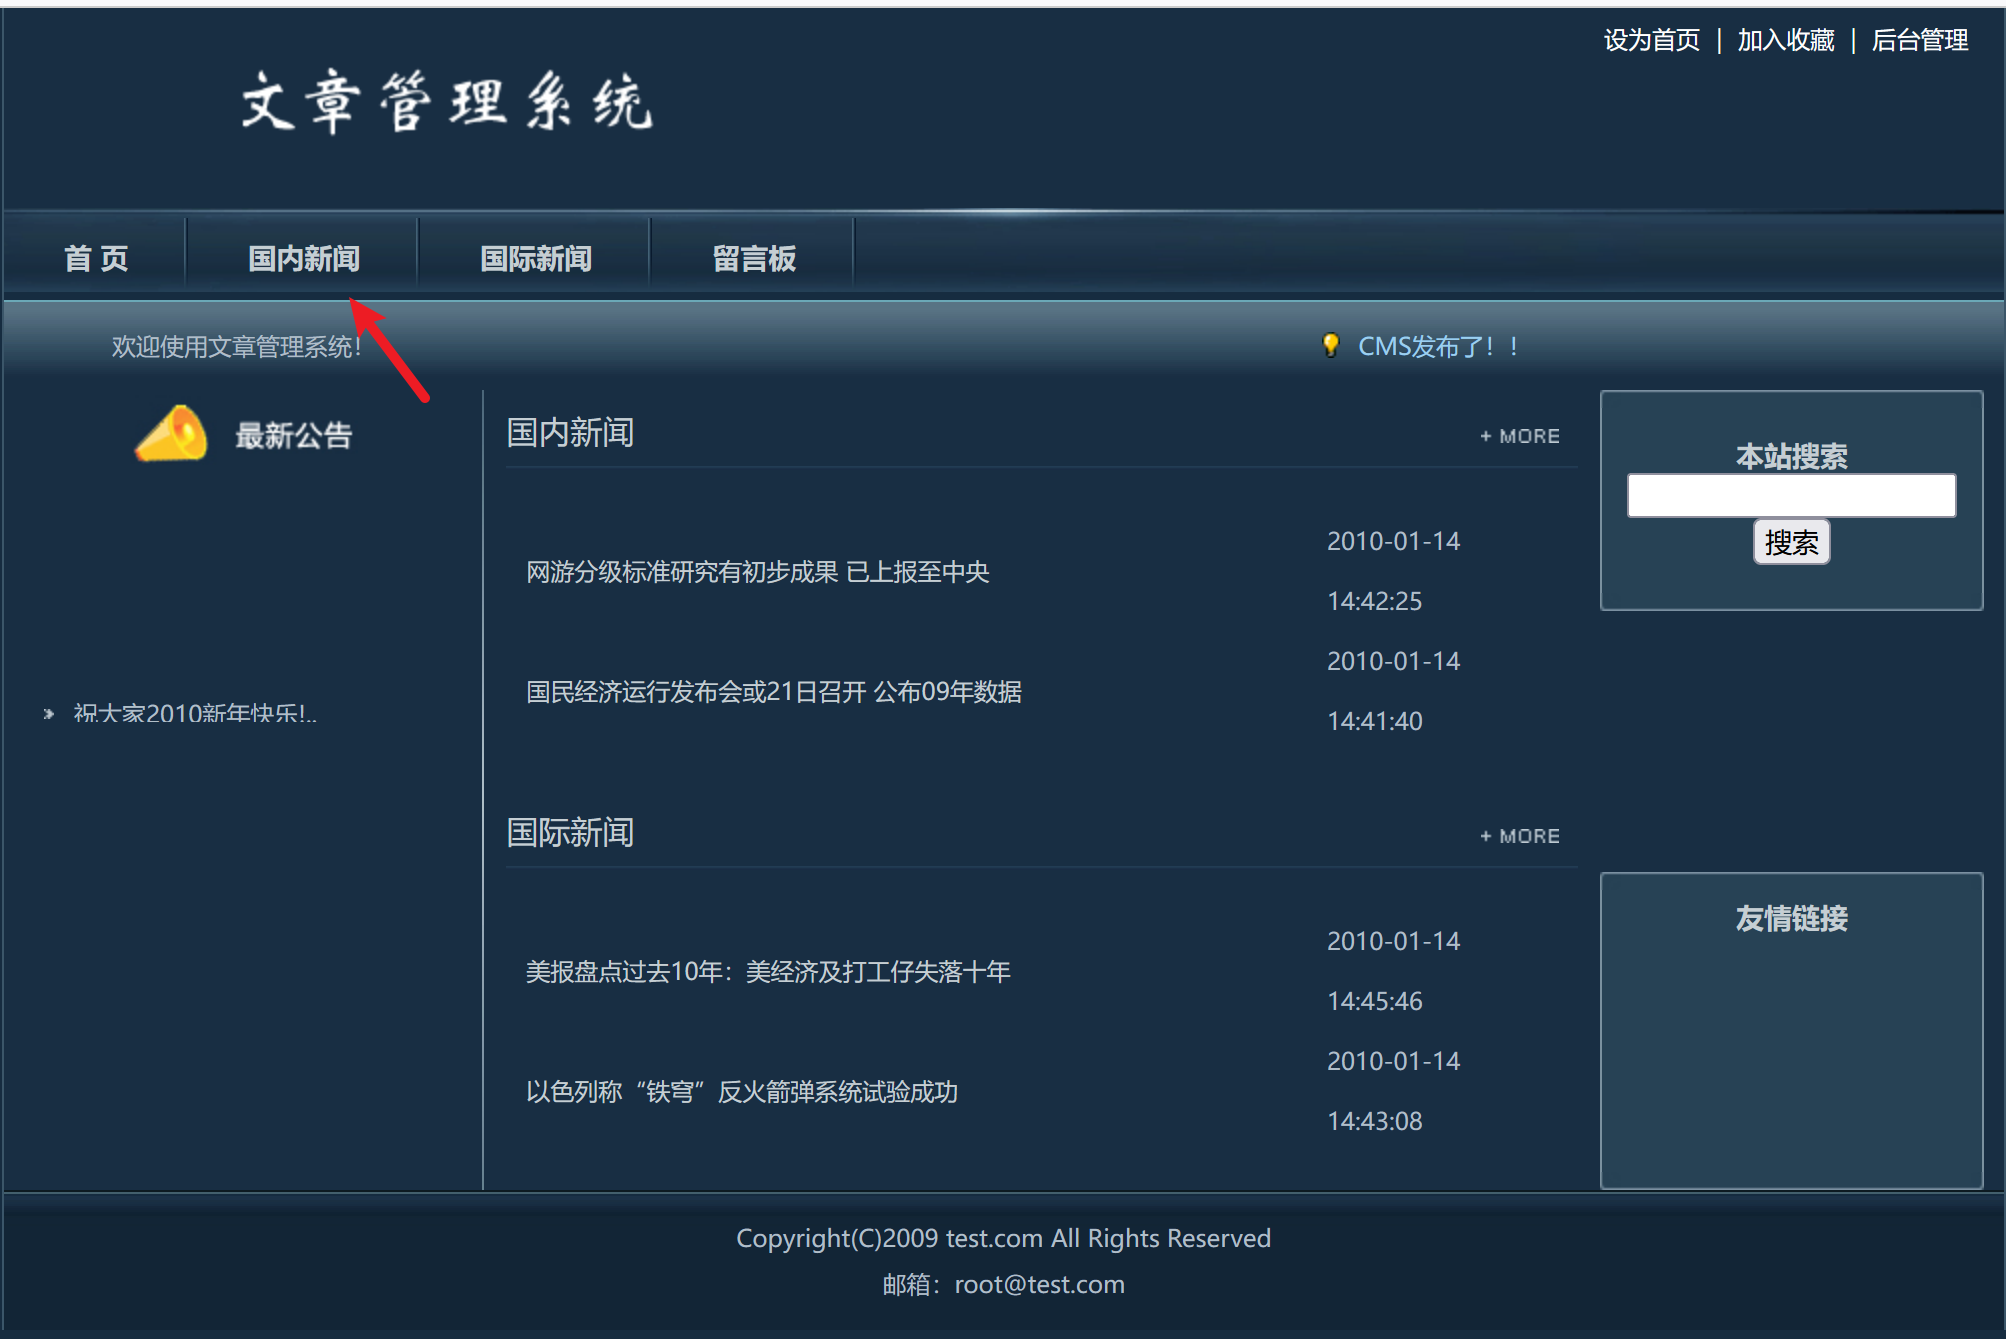 设为首页 | 加入收藏 | 后台管理
文章管理系统
首 页 国内新闻 国际新闻 留言板
欢迎使用文章管理系统!
CMS发布了！！
最新公告
祝大家2010新年快乐!..
国内新闻 + MORE
网游分级标准研究有初步成果 已上报至中央
2010-01-14
14:42:25
国民经济运行发布会或21日召开 公布09年数据
2010-01-14
14:41:40
国际新闻 + MORE
美报盘点过去10年：美经济及打工仔失落十年
2010-01-14
14:45:46
以色列称“铁穹”反火箭弹系统试验成功
2010-01-14
14:43:08
本站搜索
搜索
友情链接
Copyright(C)2009 test.com All Rights Reserved
邮箱：root@test.com